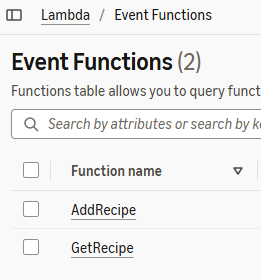 Lambda / Event Functions
Event Functions (2)
Functions table allows you to query funct
Search by attributes or search by k
Function name
AddRecipe
GetRecipe